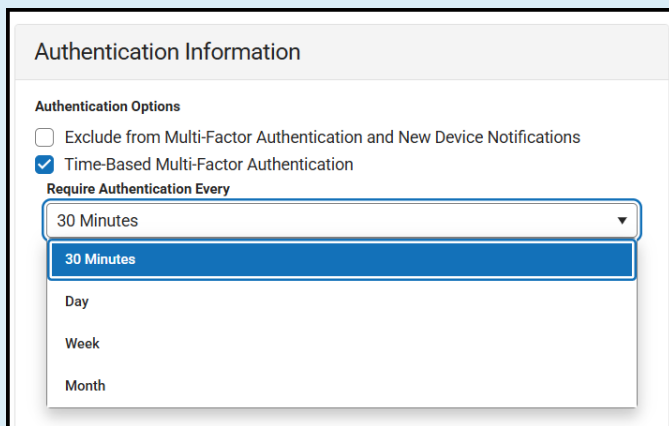 Authentication Information
Authentication Options
Exclude from Multi-Factor Authentication and New Device Notifications
Time-Based Multi-Factor Authentication
Require Authentication Every
30 Minutes
30 Minutes
Day
Week
Month